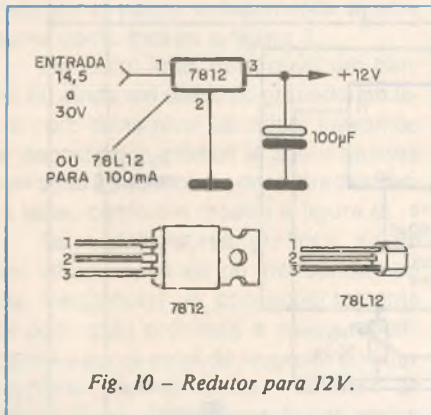 ENTRADA
14,5
a
30V
1
7812
3
2
+12V
100µF
OU 78L12
PARA 100mA
1
2
3
7812
1
2
3
78L12
Fig. 10 – Redutor para 12V.